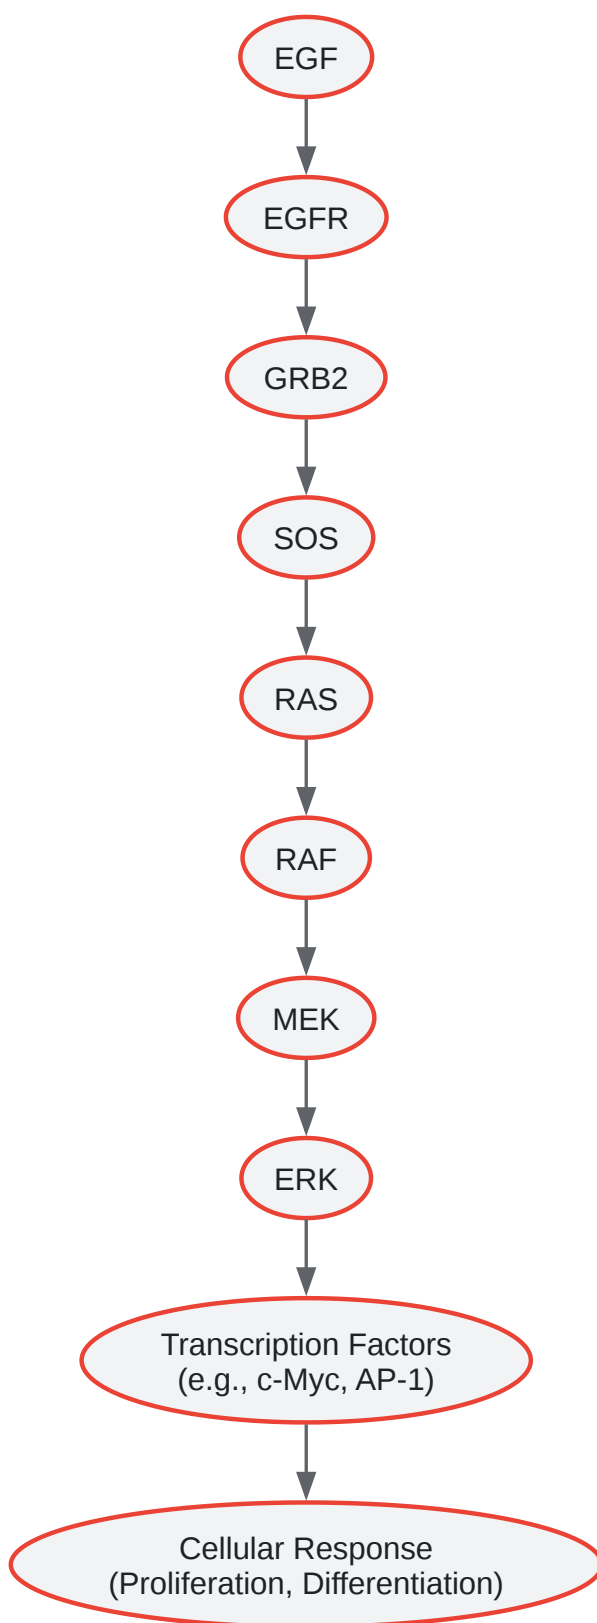 EGF
EGFR
GRB2
SOS
RAS
RAF
MEK
ERK
Transcription Factors
(e.g., c-Myc, AP-1)
Cellular Response
(Proliferation, Differentiation)